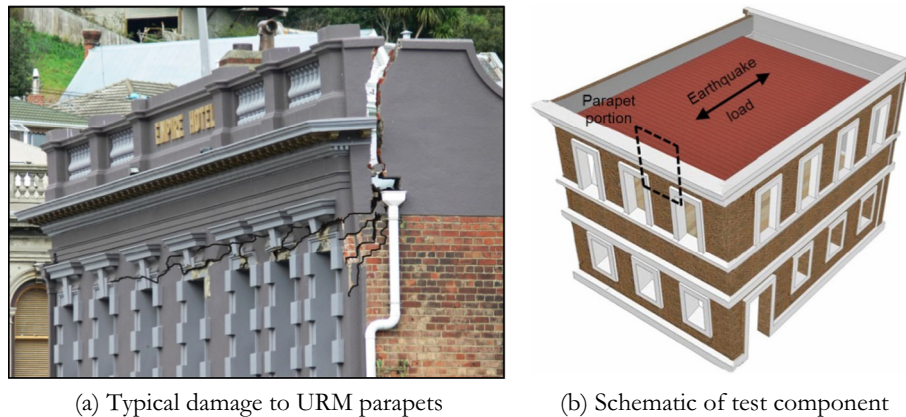 EMPIRE HOTEL
Earthquake
load
Parapet
portion
(a) Typical damage to URM parapets
(b) Schematic of test component